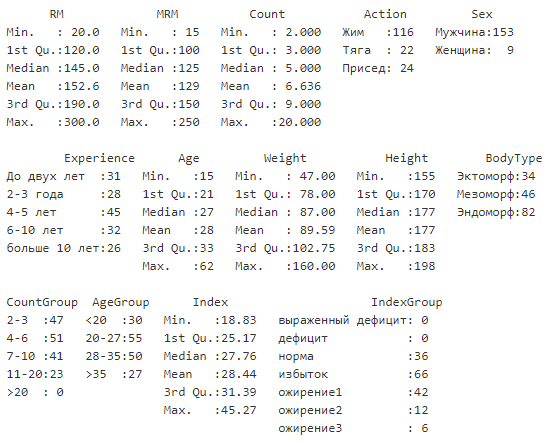 RM MRM Count Action Sex
Min. : 20.0 Min. : 15 Min. : 2.000 Жим :116 Мужчина:153
1st Qu.:120.0 1st Qu.:100 1st Qu.: 3.000 Тяга : 22 Женщина: 9
Median :145.0 Median :125 Median : 5.000 Присед: 24
Mean :152.6 Mean :129 Mean : 6.636
3rd Qu.:190.0 3rd Qu.:150 3rd Qu.: 9.000
Max. :300.0 Max. :250 Max. :20.000
Experience Age Weight Height BodyType
До двух лет :31 Min. :15 Min. : 47.00 Min. :155 Эктоморф:34
2-3 года :28 1st Qu.:21 1st Qu.: 78.00 1st Qu.:170 Мезоморф:46
4-5 лет :45 Median :27 Median : 87.00 Median :177 Эндоморф:82
6-10 лет :32 Mean :28 Mean : 89.59 Mean :177
больше 10 лет:26 3rd Qu.:33 3rd Qu.:102.75 3rd Qu.:183
Max. :62 Max. :160.00 Max. :198
CountGroup AgeGroup Index IndexGroup
2-3 :47 <20 :30 Min. :18.83 выраженный дефицит: 0
4-6 :51 20-27:55 1st Qu.:25.17 дефицит : 0
7-10 :41 28-35:50 Median :27.76 норма :36
11-20:23 >35 :27 Mean :28.44 избыток :66
>20 : 0 3rd Qu.:31.39 ожирение1 :42
Max. :45.27 ожирение2 :12
ожирение3 : 6